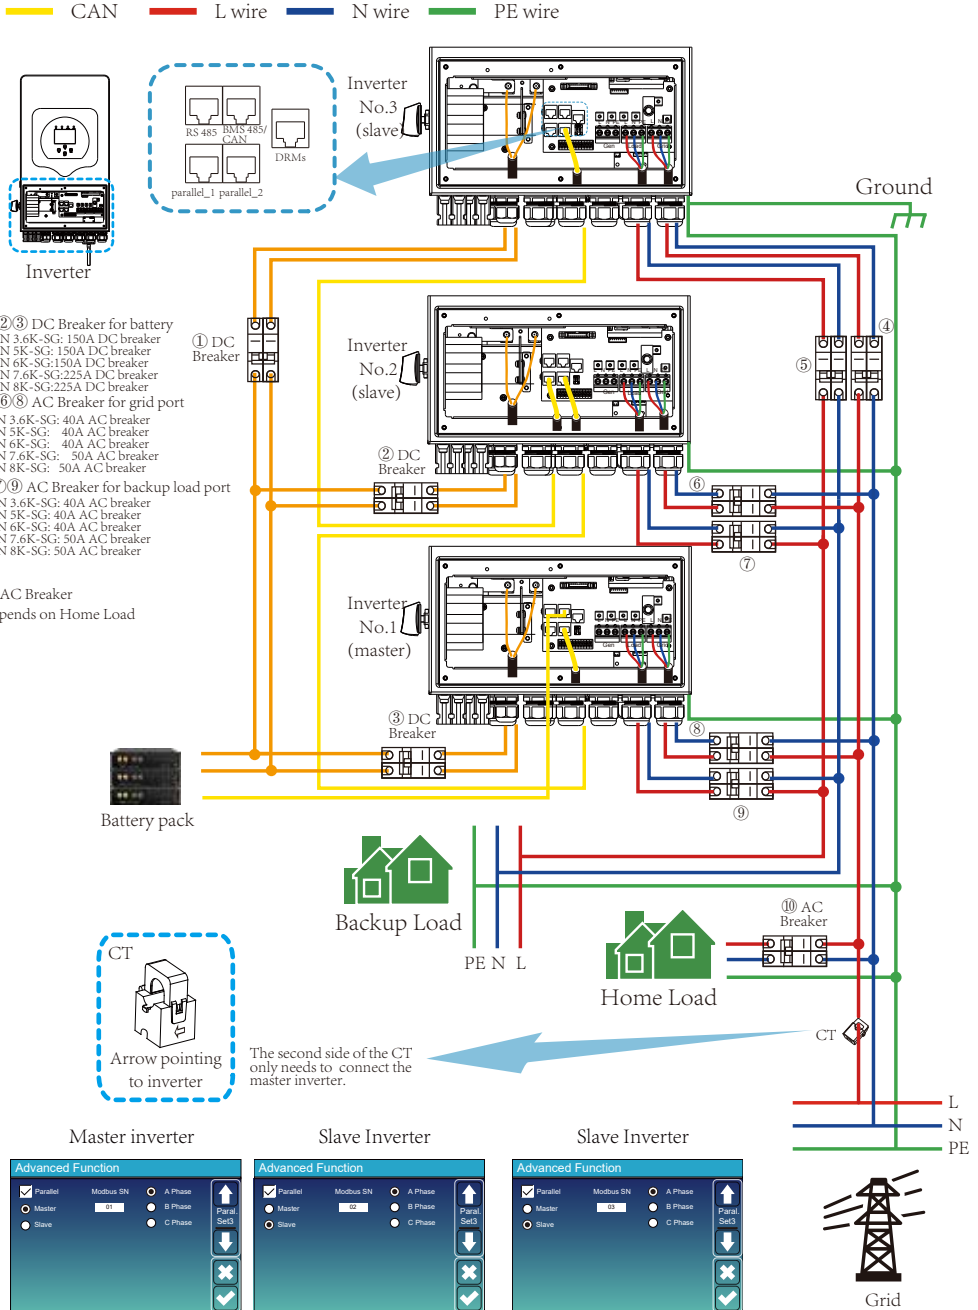 CAN L wire N wire PE wire
Inverter
No.3
(slave)
RS 485 BMS 485/
CAN
DRMs
parallel_1 parallel_2
Ground
Inverter
②③ DC Breaker for battery
N 3.6K-SG: 150A DC breaker
N 5K-SG: 150A DC breaker
N 6K-SG:150A DC breaker
N 7.6K-SG:225A DC breaker
N 8K-SG:225A DC breaker
⑥⑧ AC Breaker for grid port
N 3.6K-SG: 40A AC breaker
N 5K-SG: 40A AC breaker
N 6K-SG: 40A AC breaker
N 7.6K-SG: 50A AC breaker
N 8K-SG: 50A AC breaker
⑨ AC Breaker for backup load port
N 3.6K-SG: 40A AC breaker
N 5K-SG: 40A AC breaker
N 6K-SG: 40A AC breaker
N 7.6K-SG: 50A AC breaker
N 8K-SG: 50A AC breaker
AC Breaker
pends on Home Load
① DC
Breaker
④
⑤
Inverter
No.2
(slave)
② DC
Breaker
⑥
⑦
Inverter
No.1
(master)
Gen Load Grid
③ DC
Breaker
⑧
⑨
Battery pack
Backup Load
PE N L
⑩ AC
Breaker
Home Load
CT
Arrow pointing
to inverter
The second side of the CT
only needs to connect the
master inverter.
CT
L
N
PE
Grid
Master inverter
Advanced Function
Parallel Modbus SN A Phase
Master 01 B Phase
Slave C Phase
Paral.
Set3
Slave Inverter
Advanced Function
Parallel Modbus SN A Phase
Master 02 B Phase
Slave C Phase
Paral.
Set3
Slave Inverter
Advanced Function
Parallel Modbus SN A Phase
Master 03 B Phase
Slave C Phase
Paral.
Set3